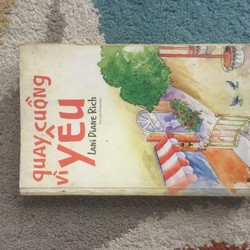 quay cuồng
vì yêu
Lani Diane Rich